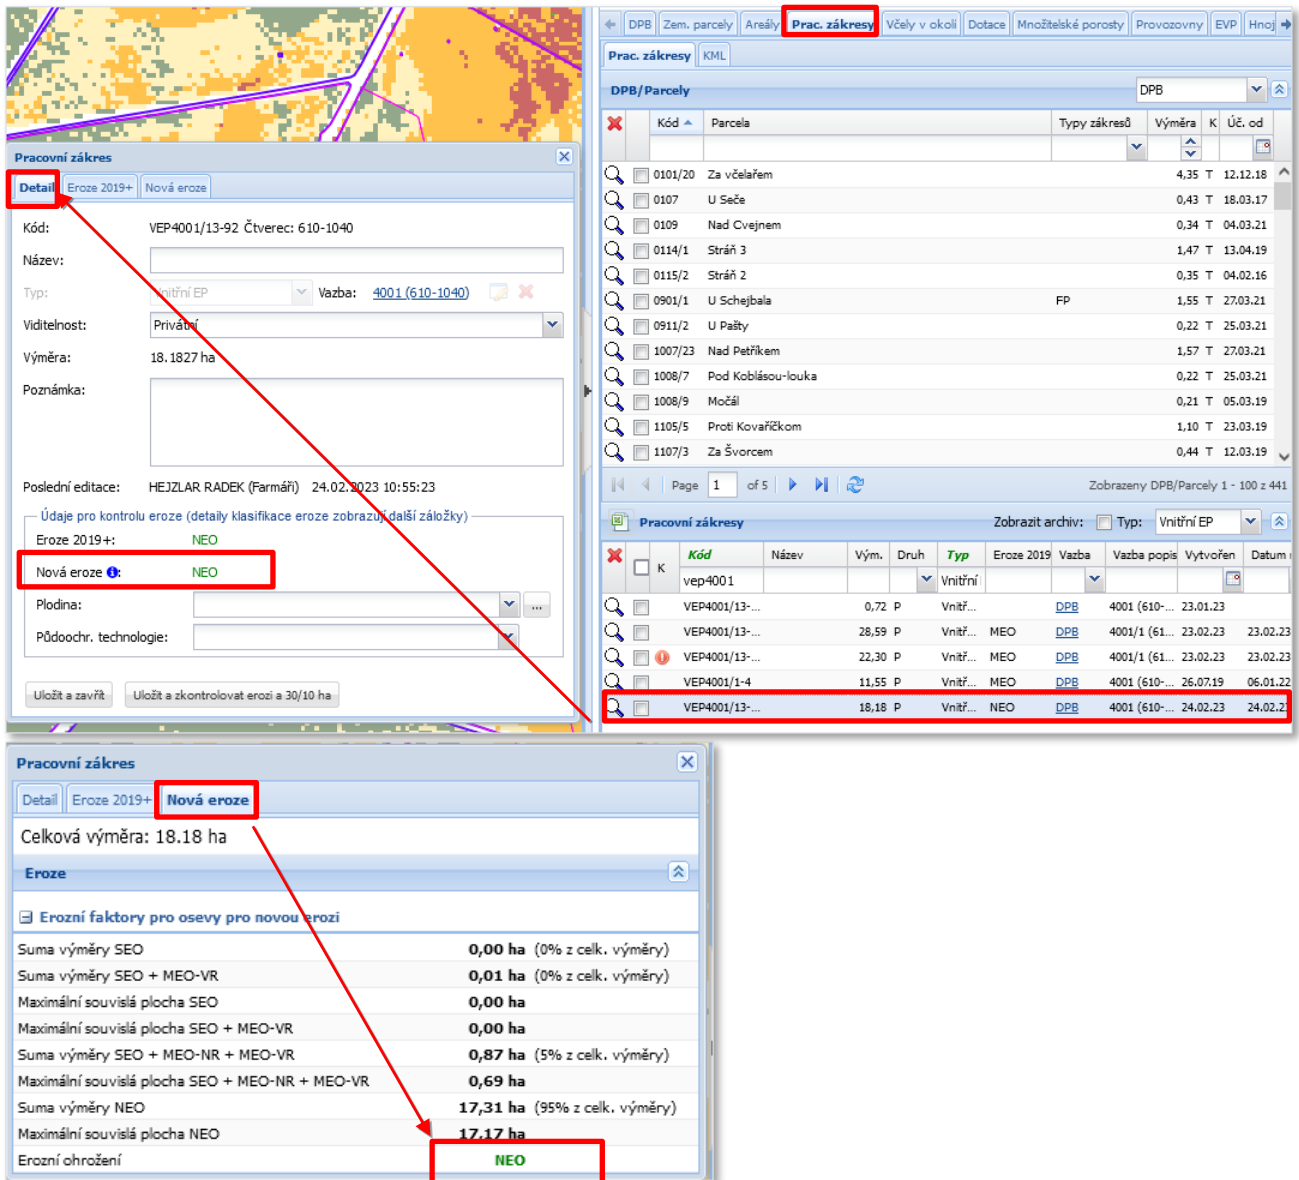 Pracovní zákres
Detail Eroze 2019+ Nová eroze
Kód: VEP4001/13-92 Čtverec: 610-1040
Název:
Typ: Vnitřní EP Vazba: 4001 (610-1040)
Viditelnost: Privátní
Výměra: 18.1827 ha
Poznámka:
Poslední editace: HEJZLAR RADEK (Farmáři) 24.02.2023 10:55:23
Údaje pro kontrolu eroze (detaily klasifikace eroze zobrazují další záložky)
Eroze 2019+: NEO
Nová eroze : NEO
Plodina: ...
Půdoochr. technologie:
Uložit a zavřít Uložit a zkontrolovat erozi a 30/10 ha
DPB Zem. parcely Areály Prac. zákresy Včely v okolí Dotace Množitelské porosty Provozovny EVP Hnoj
Prac. zákresy KML
DPB/Parcely DPB
Kód Parcela Typy zákresů Výměra K Úč. od
0101/20 Za včelařem 4,35 T 12.12.18
0107 U Seče 0,43 T 18.03.17
0109 Nad Cvejnem 0,34 T 04.03.21
0114/1 Stráň 3 1,47 T 13.04.19
0115/2 Stráň 2 0,35 T 04.02.16
0901/1 U Schejbala FP 1,55 T 27.03.21
0911/2 U Pašty 0,22 T 25.03.21
1007/23 Nad Petříkem 1,57 T 27.03.21
1008/7 Pod Koblásou-louka 0,22 T 25.03.21
1008/9 Močál 0,21 T 05.03.19
1105/5 Proti Kovaříčkom 1,10 T 23.03.19
1107/3 Za Švorcem 0,44 T 12.03.19
Page 1 of 5 Zobrazeny DPB/Parcely 1 - 100 z 441
Pracovní zákresy Zobrazit archiv: Typ: Vnitřní EP
K Kód Název Vým. Druh Typ Eroze 2019 Vazba Vazba popis Vytvořen Datum
vep4001 Vnitřní
VEP4001/13-... 0,72 P Vnitř... DPB 4001 (610-... 23.01.23
VEP4001/13-... 28,59 P Vnitř... MEO DPB 4001/1 (61... 23.02.23 23.02.23
VEP4001/13-... 22,30 P Vnitř... MEO DPB 4001/1 (61... 23.02.23 23.02.23
VEP4001/1-4 11,55 P Vnitř... MEO DPB 4001 (610-... 26.07.19 06.01.22
VEP4001/13-... 18,18 P Vnitř... NEO DPB 4001 (610-... 24.02.23 24.02.23
Pracovní zákres
Detail Eroze 2019+ Nová eroze
Celková výměra: 18.18 ha
Eroze
Erozní faktory pro osevy pro novou erozi
Suma výměry SEO 0,00 ha (0% z celk. výměry)
Suma výměry SEO + MEO-VR 0,01 ha (0% z celk. výměry)
Maximální souvislá plocha SEO 0,00 ha
Maximální souvislá plocha SEO + MEO-VR 0,00 ha
Suma výměry SEO + MEO-NR + MEO-VR 0,87 ha (5% z celk. výměry)
Maximální souvislá plocha SEO + MEO-NR + MEO-VR 0,69 ha
Suma výměry NEO 17,31 ha (95% z celk. výměry)
Maximální souvislá plocha NEO 17,17 ha
Erozní ohrožení NEO